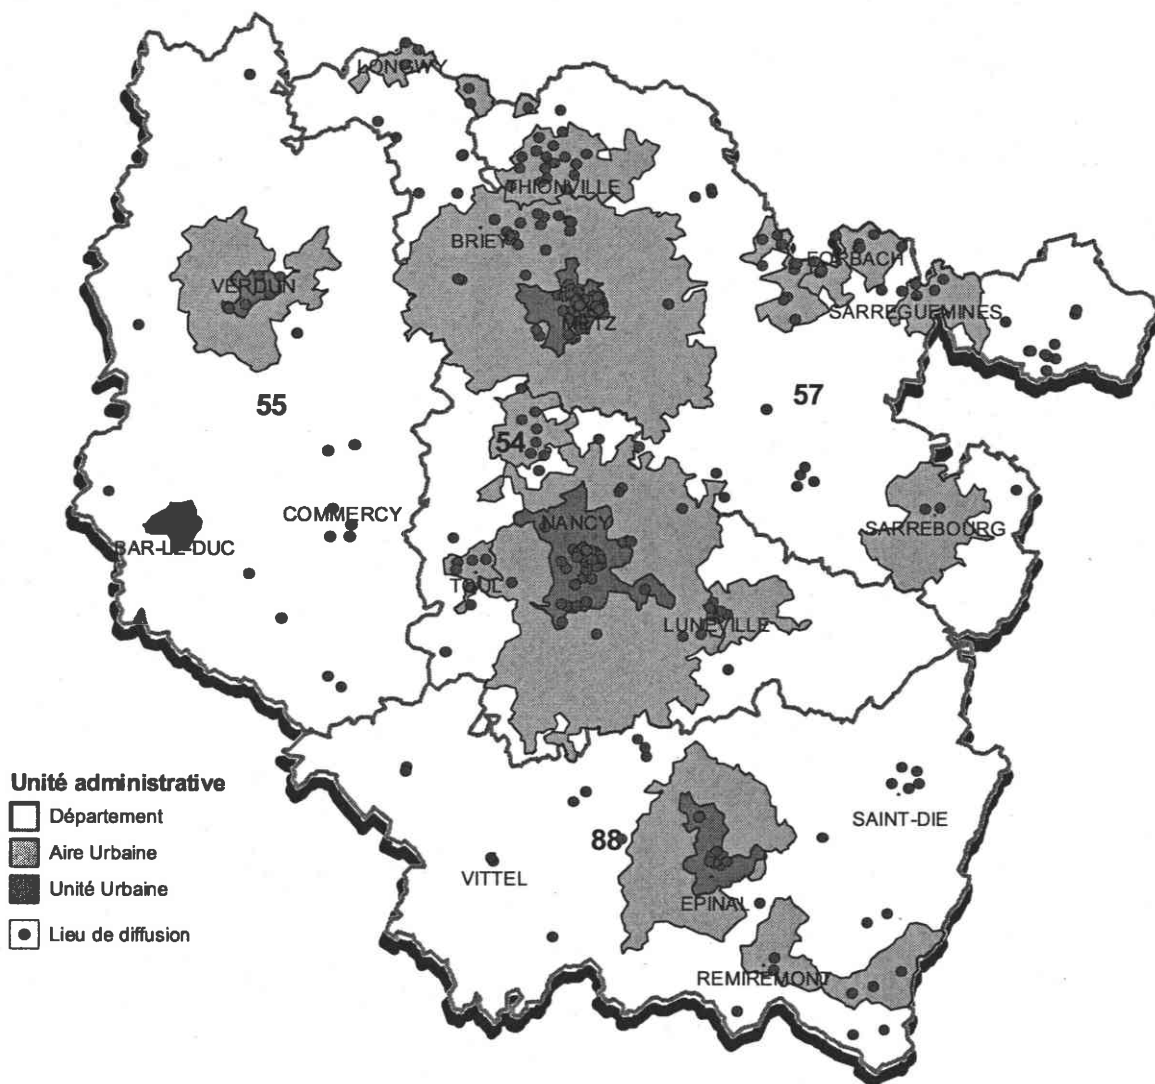 LONGWY
THIONVILLE
BRIEY
FORBACH
VERDUN
SARREGUEMINES
METZ
55
57
54
COMMERCY
NANCY
SARREBOURG
BAR-LE-DUC
TOUL
LUNEVILLE
Unité administrative
Département
Aire Urbaine
Unité Urbaine
Lieu de diffusion
SAINT-DIE
88
VITTEL
EPINAL
REMIREMONT